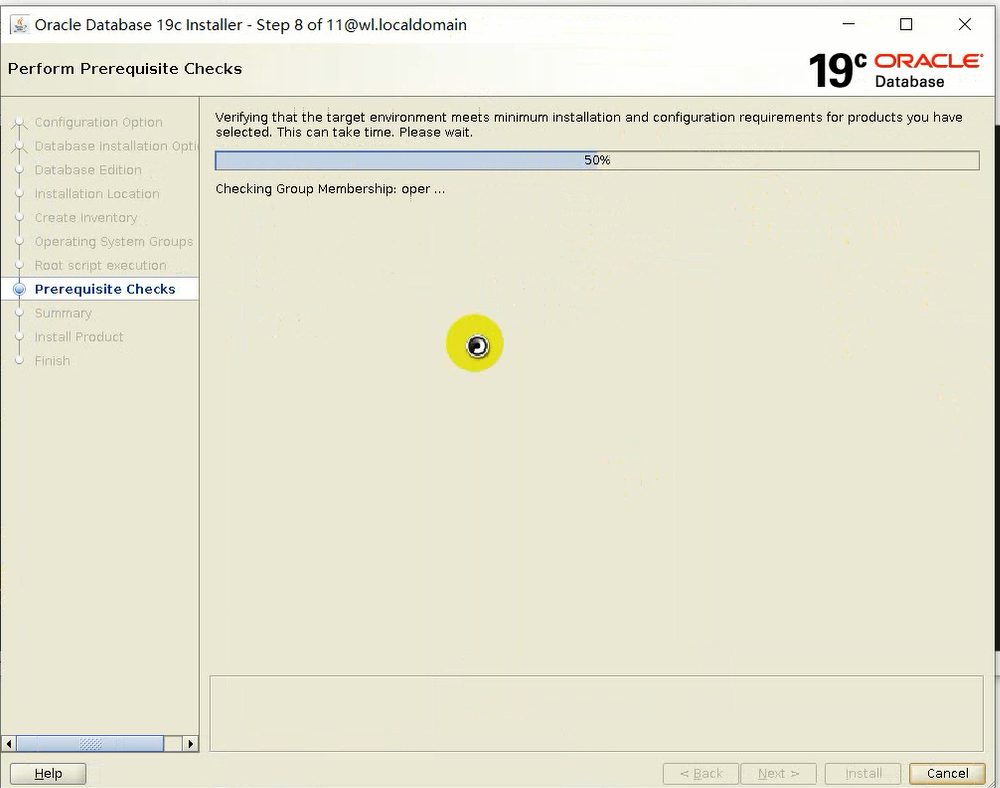 Oracle Database 19c Installer - Step 8 of 11@wl.localdomain
Perform Prerequisite Checks
19c ORACLE
Database
Configuration Option
Database Installation Opti
Database Edition
Installation Location
Create Inventory
Operating System Groups
Root script execution
Prerequisite Checks
Summary
Install Product
Finish
Verifying that the target environment meets minimum installation and configuration requirements for products you have
selected. This can take time. Please wait.
50%
Checking Group Membership: oper ...
Help
< Back
Next >
Install
Cancel